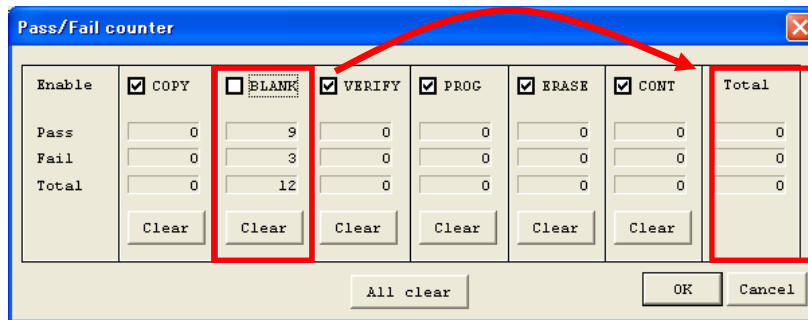 Pass/Fail counter
Enable COPY BLANK VERIFY PROG ERASE CONT Total
Pass 0 9 0 0 0 0 0
Fail 0 3 0 0 0 0 0
Total 0 12 0 0 0 0 0
Clear Clear Clear Clear Clear Clear
All clear OK Cancel